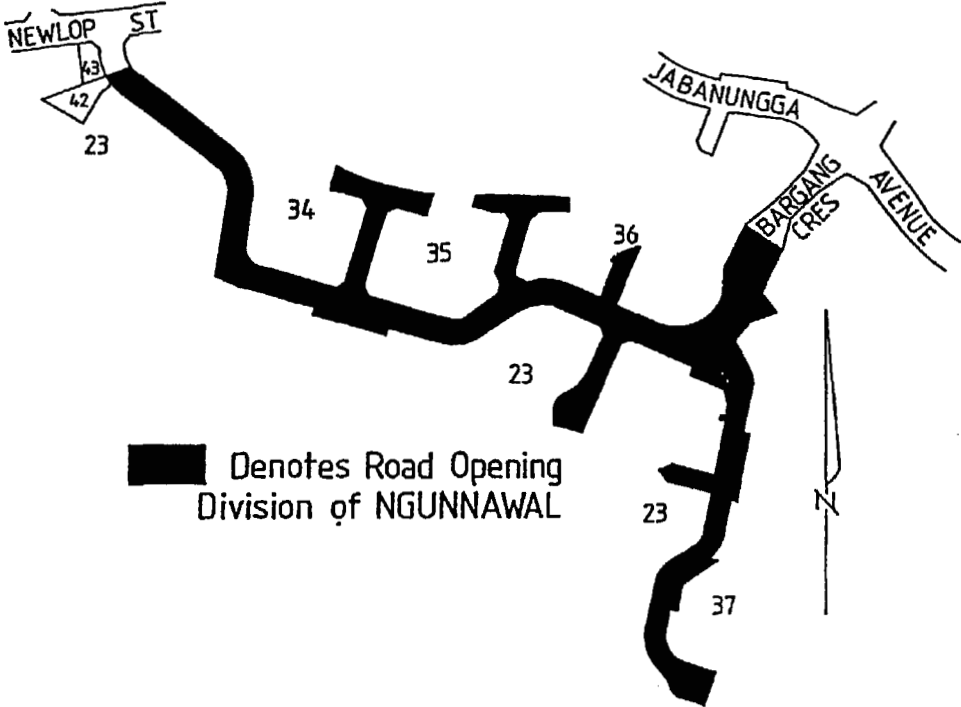 NEWLOP ST
43
42
23
JABANUNGGA
AVENUE
BARGANG
CRES
34
35
36
23
Denotes Road Opening
Division of NGUNNAWAL
23
37
N